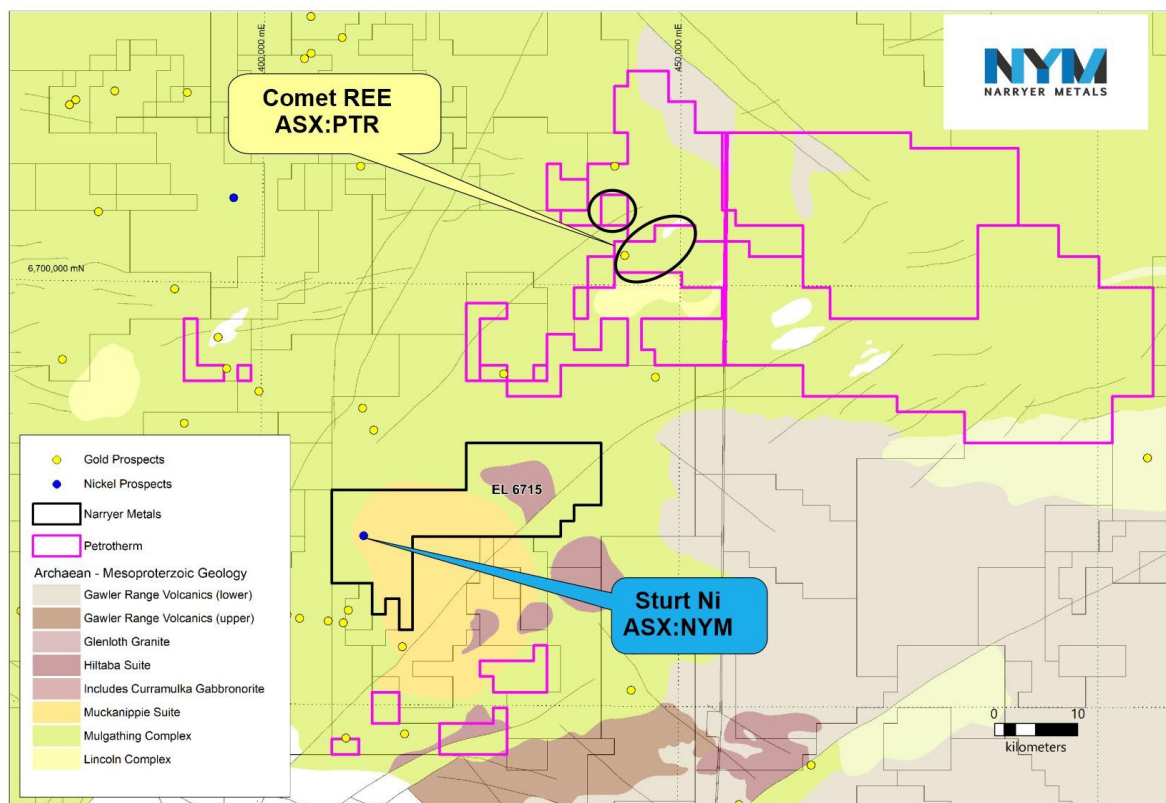 400,000 mE
450,000 mE
NYM
NARRYER METALS
Comet REE
ASX:PTR
6,700,000 mN
EL 6715
Gold Prospects
Nickel Prospects
Narryer Metals
Petrotherm
Archaean - Mesoproterzoic Geology
Gawler Range Volcanics (lower)
Gawler Range Volcanics (upper)
Glenloth Granite
Hiltaba Suite
Includes Curramulka Gabbronorite
Muckanippie Suite
Mulgathing Complex
Lincoln Complex
Sturt Ni
ASX:NYM
0 10
kilometers